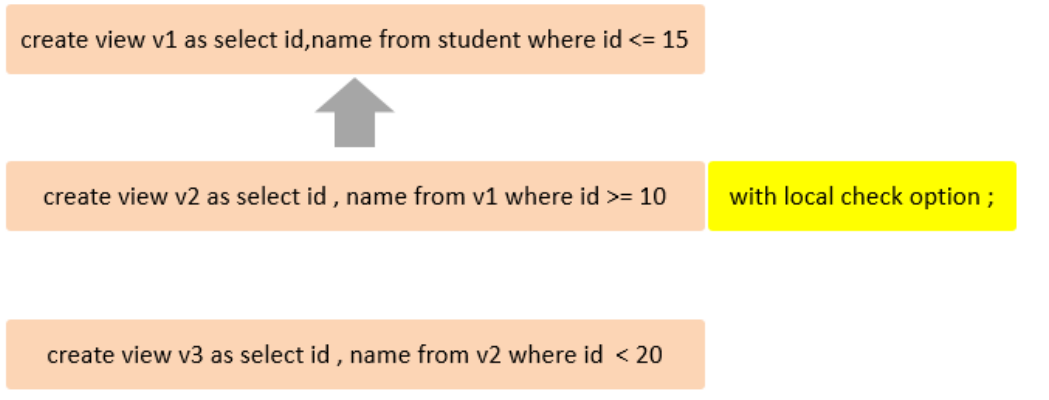 create view v1 as select id,name from student where id <= 15
create view v2 as select id , name from v1 where id >= 10 with local check option ;
create view v3 as select id , name from v2 where id < 20